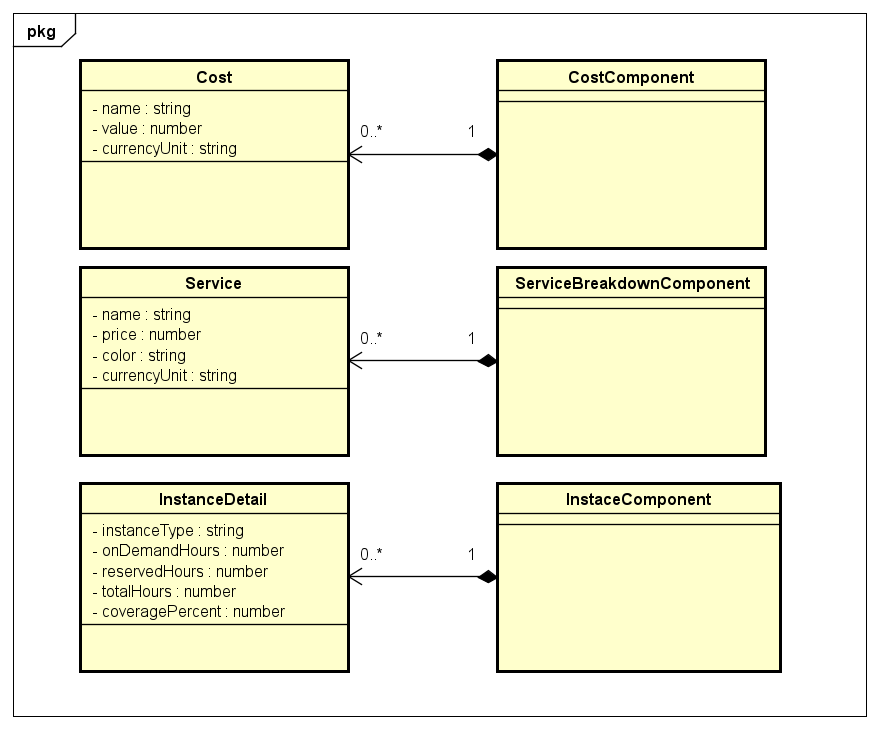 pkg
Cost
- name : string
- value : number
- currencyUnit : string
0..*
1
CostComponent
Service
- name : string
- price : number
- color : string
- currencyUnit : string
0..*
1
ServiceBreakdownComponent
InstanceDetail
- instanceType : string
- onDemandHours : number
- reservedHours : number
- totalHours : number
- coveragePercent : number
0..*
1
InstaceComponent